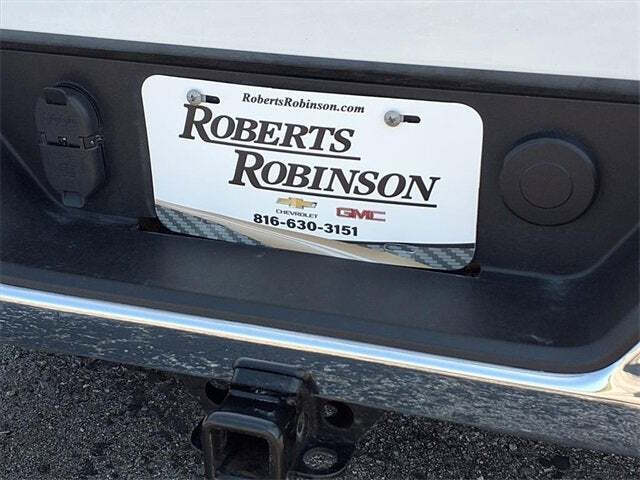 RobertsRobinson.com
ROBERTS
ROBINSON
CHEVROLET GMC
816-630-3151